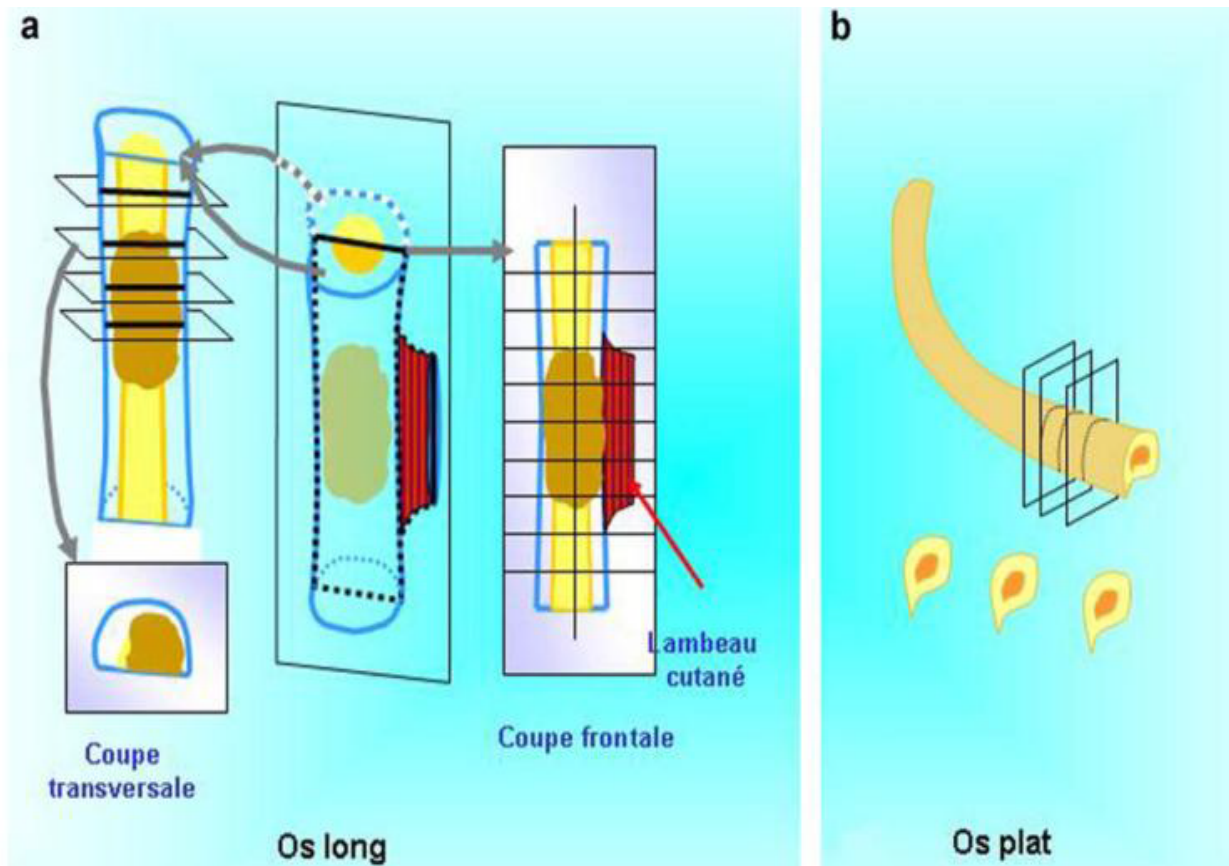 a
b
Lambeau
cutané
Coupe
transversale
Coupe frontale
Os long
Os plat